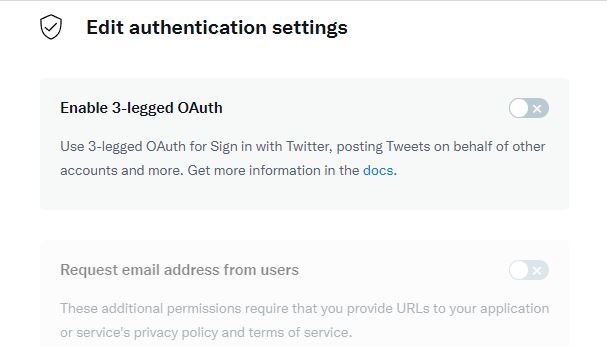 Edit authentication settings
Enable 3-legged OAuth
Use 3-legged OAuth for Sign in with Twitter, posting Tweets on behalf of other
accounts and more. Get more information in the docs.
Request email address from users
These additional permissions require that you provide URLs to your application
or service's privacy policy and terms of service.